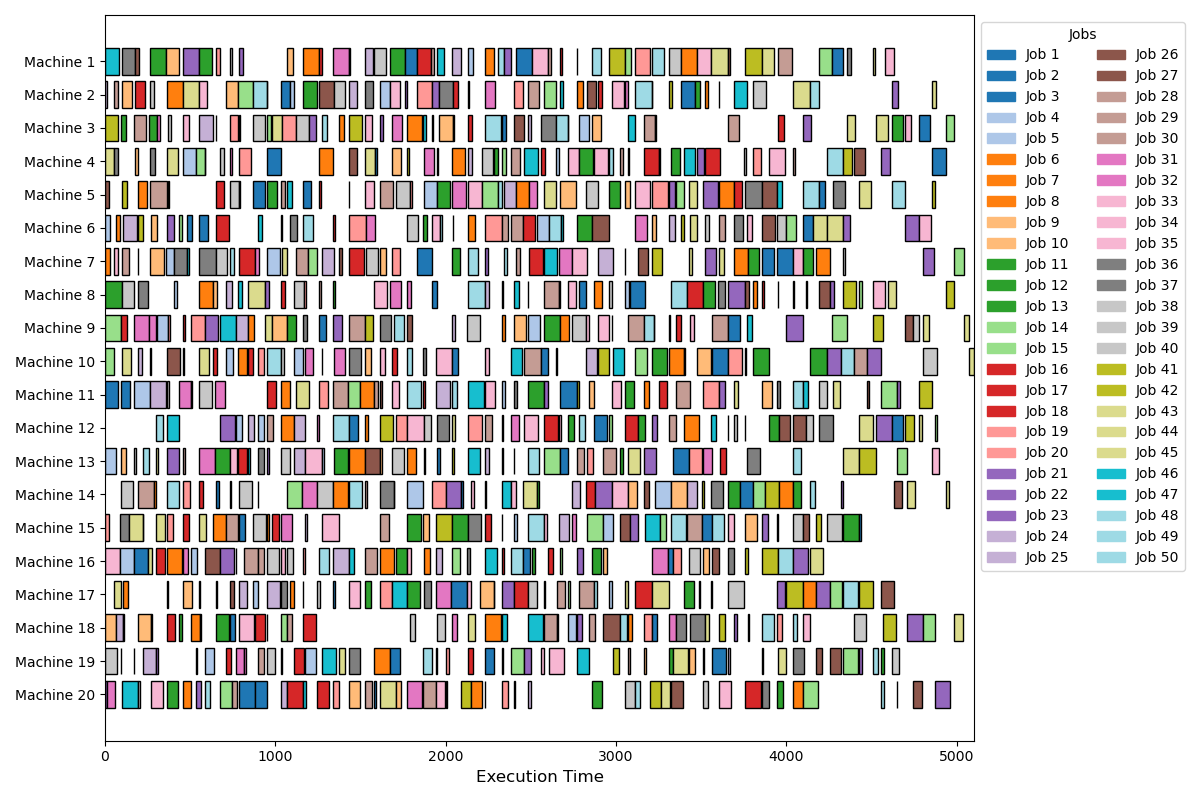 Machine 1
Machine 2
Machine 3
Machine 4
Machine 5
Machine 6
Machine 7
Machine 8
Machine 9
Machine 10
Machine 11
Machine 12
Machine 13
Machine 14
Machine 15
Machine 16
Machine 17
Machine 18
Machine 19
Machine 20
0 1000 2000 3000 4000 5000
Execution Time
Jobs
Job 1 Job 26
Job 2 Job 27
Job 3 Job 28
Job 4 Job 29
Job 5 Job 30
Job 6 Job 31
Job 7 Job 32
Job 8 Job 33
Job 9 Job 34
Job 10 Job 35
Job 11 Job 36
Job 12 Job 37
Job 13 Job 38
Job 14 Job 39
Job 15 Job 40
Job 16 Job 41
Job 17 Job 42
Job 18 Job 43
Job 19 Job 44
Job 20 Job 45
Job 21 Job 46
Job 22 Job 47
Job 23 Job 48
Job 24 Job 49
Job 25 Job 50